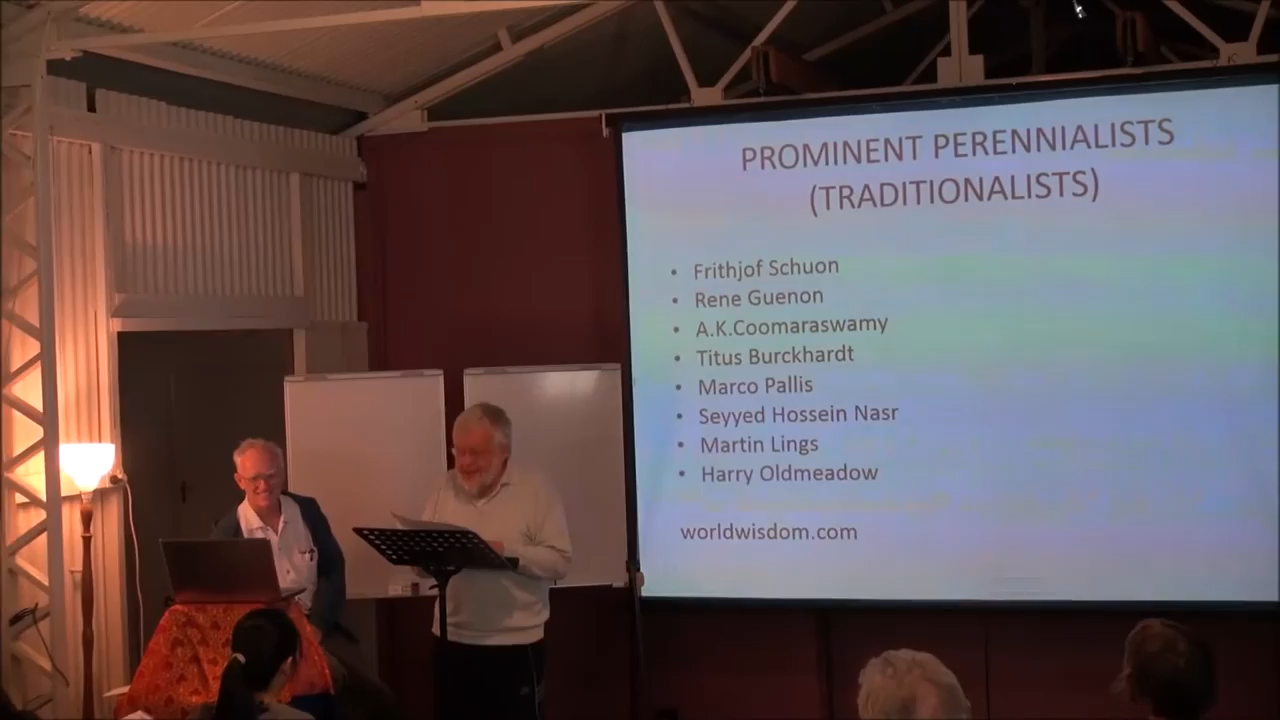 PROMINENT PERENNIALISTS
(TRADITIONALISTS)
• Frithjof Schuon
• Rene Guenon
• A.K.Coomaraswamy
• Titus Burckhardt
• Marco Pallis
• Seyyed Hossein Nasr
• Martin Lings
• Harry Oldmeadow
worldwisdom.com